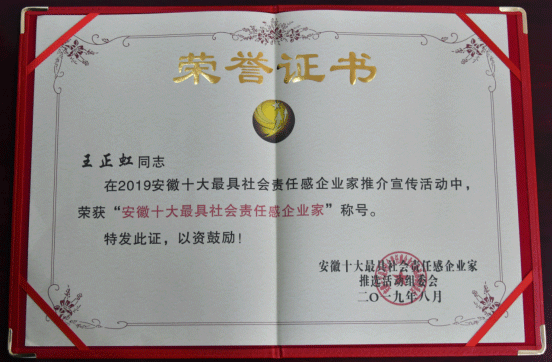 荣誉证书
王正虹同志
在2019安徽十大最具社会责任感企业家推介宣传活动中，
荣获“安徽十大最具社会责任感企业家”称号。
特发此证，以资鼓励！
安徽十大最具社会责任感企业家
推选活动组委会
二〇一九年八月